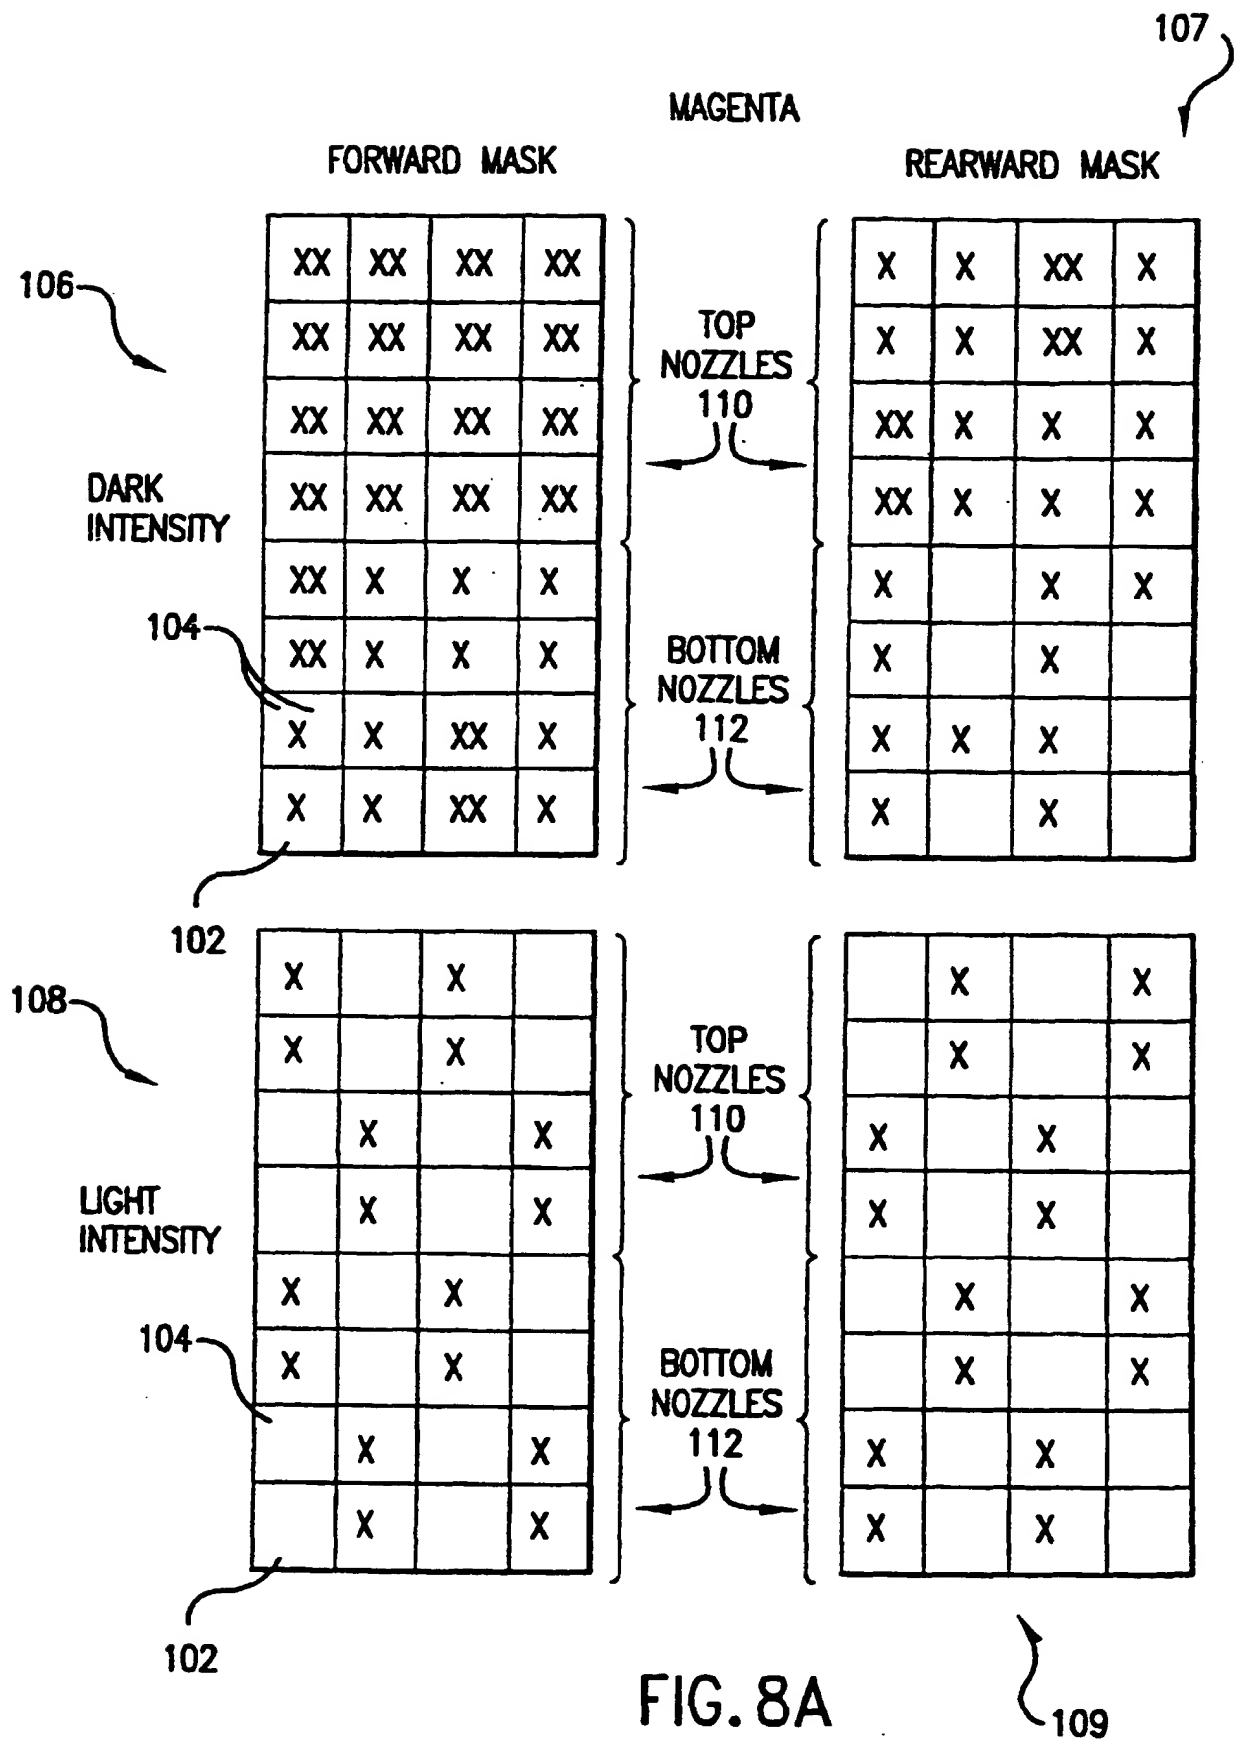 107
MAGENTA
FORWARD MASK
REARWARD MASK
XX XX XX XX
X X XX X
106
XX XX XX XX
X X XX X
TOP
NOZZLES
110
XX XX XX XX
XX X X X
DARK
INTENSITY
XX XX XX XX
XX X X X
XX X X X
X X X
104
XX X X X
X X
BOTTOM
NOZZLES
112
X X XX X
X X X
X X XX X
X X
102
108
X X
X X
X X
X X
TOP
NOZZLES
110
X X
X X
LIGHT
INTENSITY
X X
X X
X X
X X
104
X X
X X
BOTTOM
NOZZLES
112
X X
X X
X X
X X
102
FIG. 8A
109